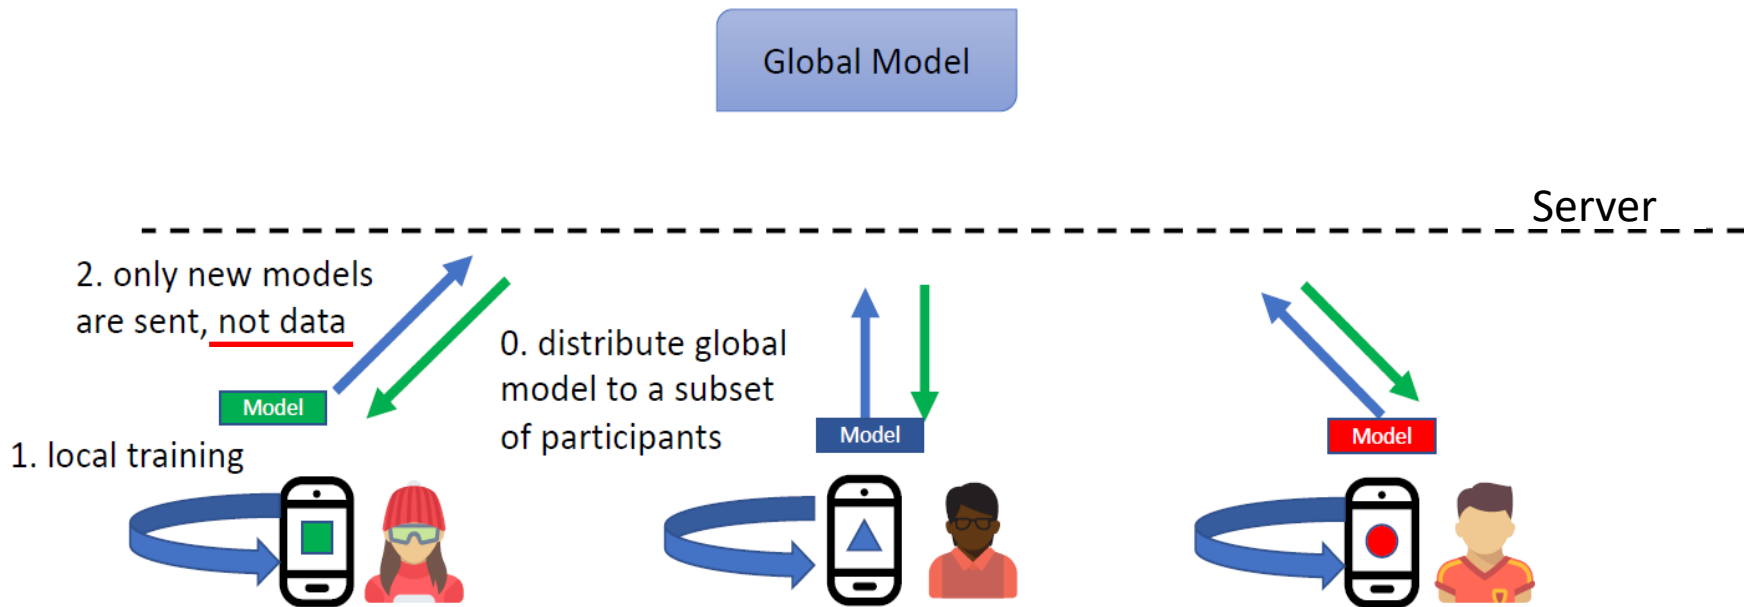 Global Model
Server
2. only new models
are sent, not data
0. distribute global
model to a subset
of participants
Model
Model
Model
1. local training